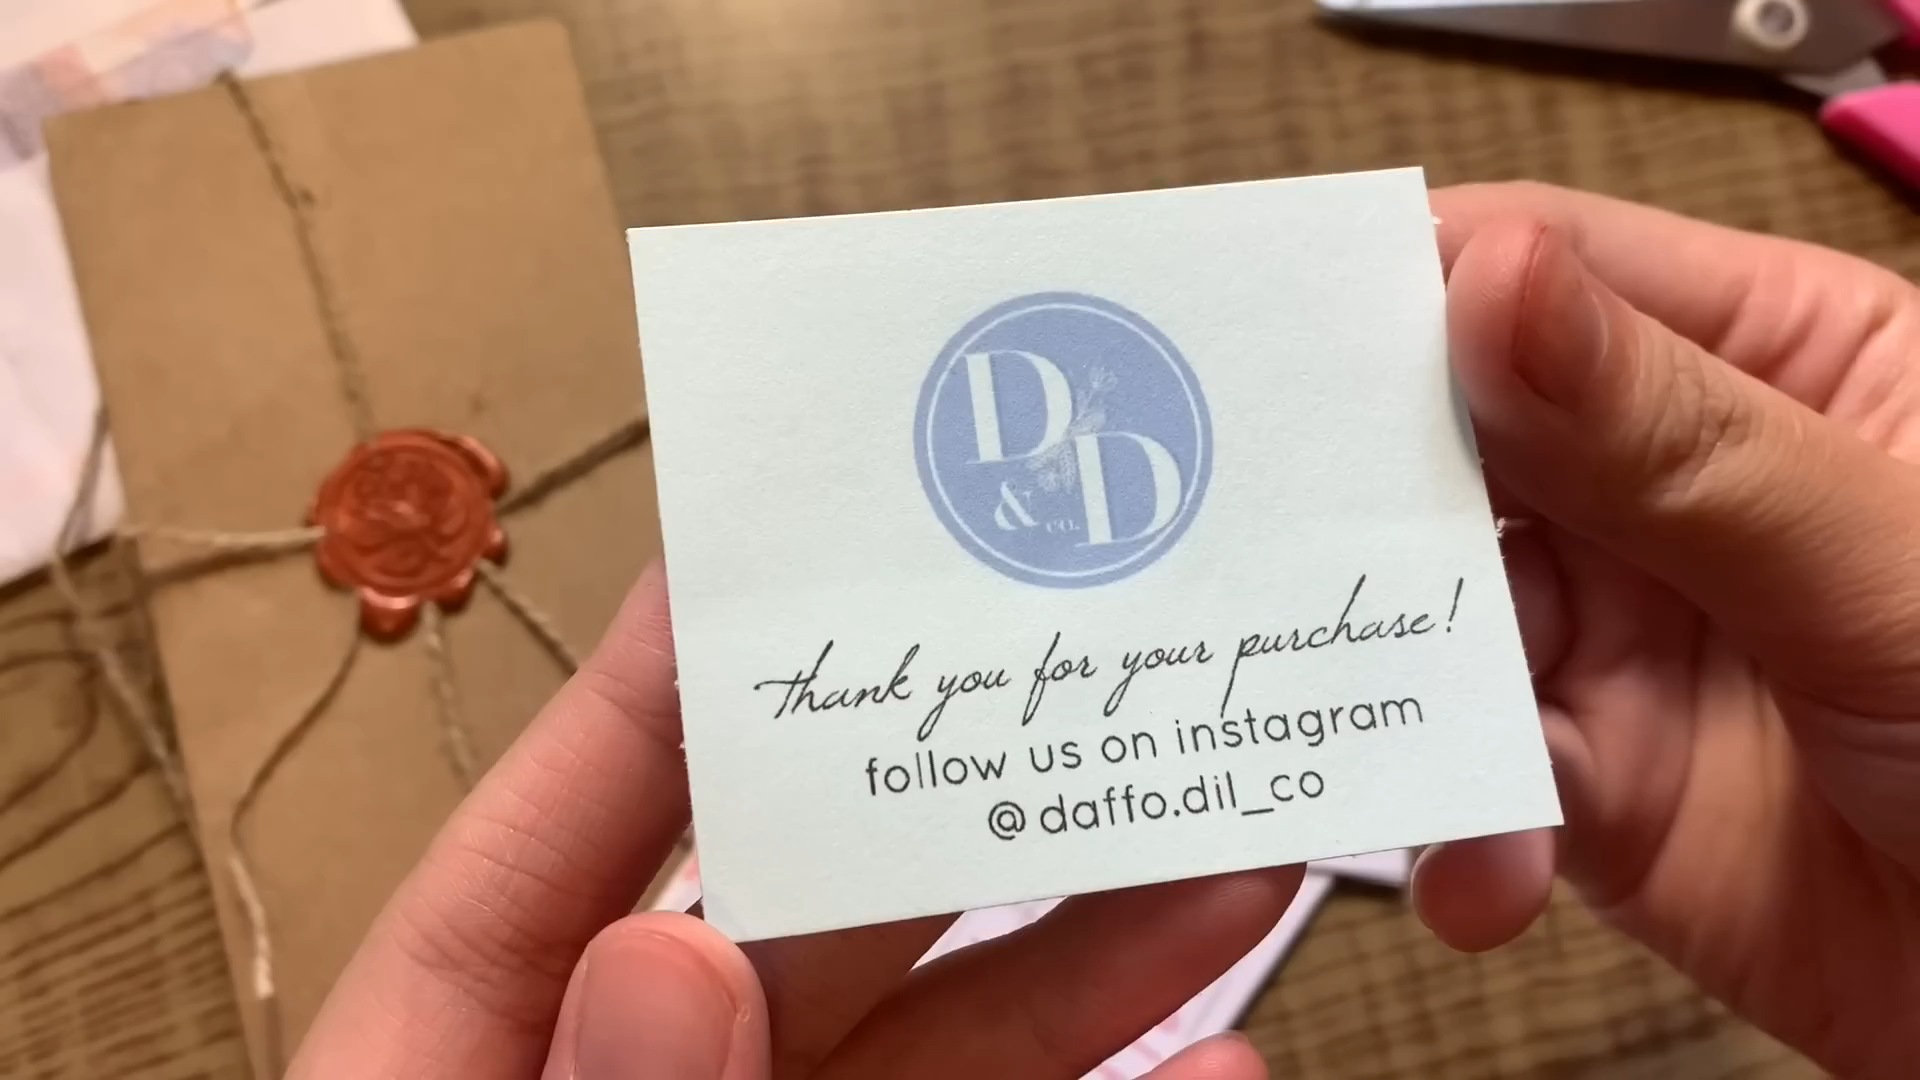 D
D
& co.
thank you for your purchase!
follow us on instagram
@daffo.dil_co